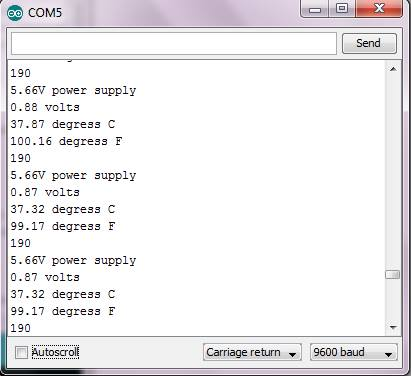 COM5
Send
190
5.66V power supply
0.88 volts
37.87 degress C
100.16 degress F
190
5.66V power supply
0.87 volts
37.32 degress C
99.17 degress F
190
5.66V power supply
0.87 volts
37.32 degress C
99.17 degress F
190
Autoscroll
Carriage return
9600 baud